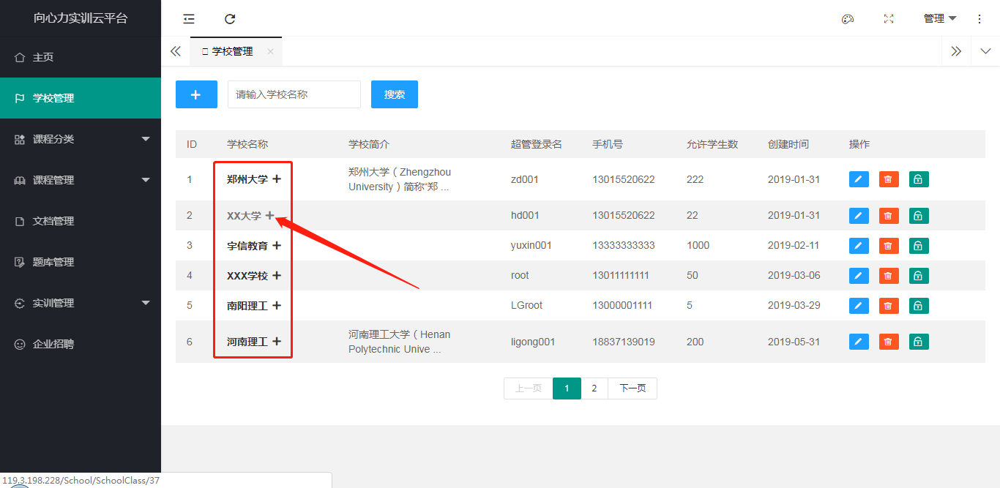 向心力实训云平台
管理
主页
学校管理
课程分类
课程管理
文档管理
题库管理
实训管理
企业招聘
学校管理
请输入学校名称 搜索
ID 学校名称 学校简介 超管登录名 手机号 允许学生数 创建时间 操作
1 郑州大学 郑州大学（Zhengzhou University）简称“郑 ... zd001 13015520622 222 2019-01-31
2 XX大学 hd001 13015520622 22 2019-01-31
3 宇信教育 yuxin001 13333333333 1000 2019-02-11
4 XXX学校 root 13011111111 50 2019-03-06
5 南阳理工 LGroot 13000001111 5 2019-03-29
6 河南理工 河南理工大学（Henan Polytechnic Unive ... ligong001 18837139019 200 2019-05-31
上一页 1 2 下一页
119.3.198.228/School/SchoolClass/37